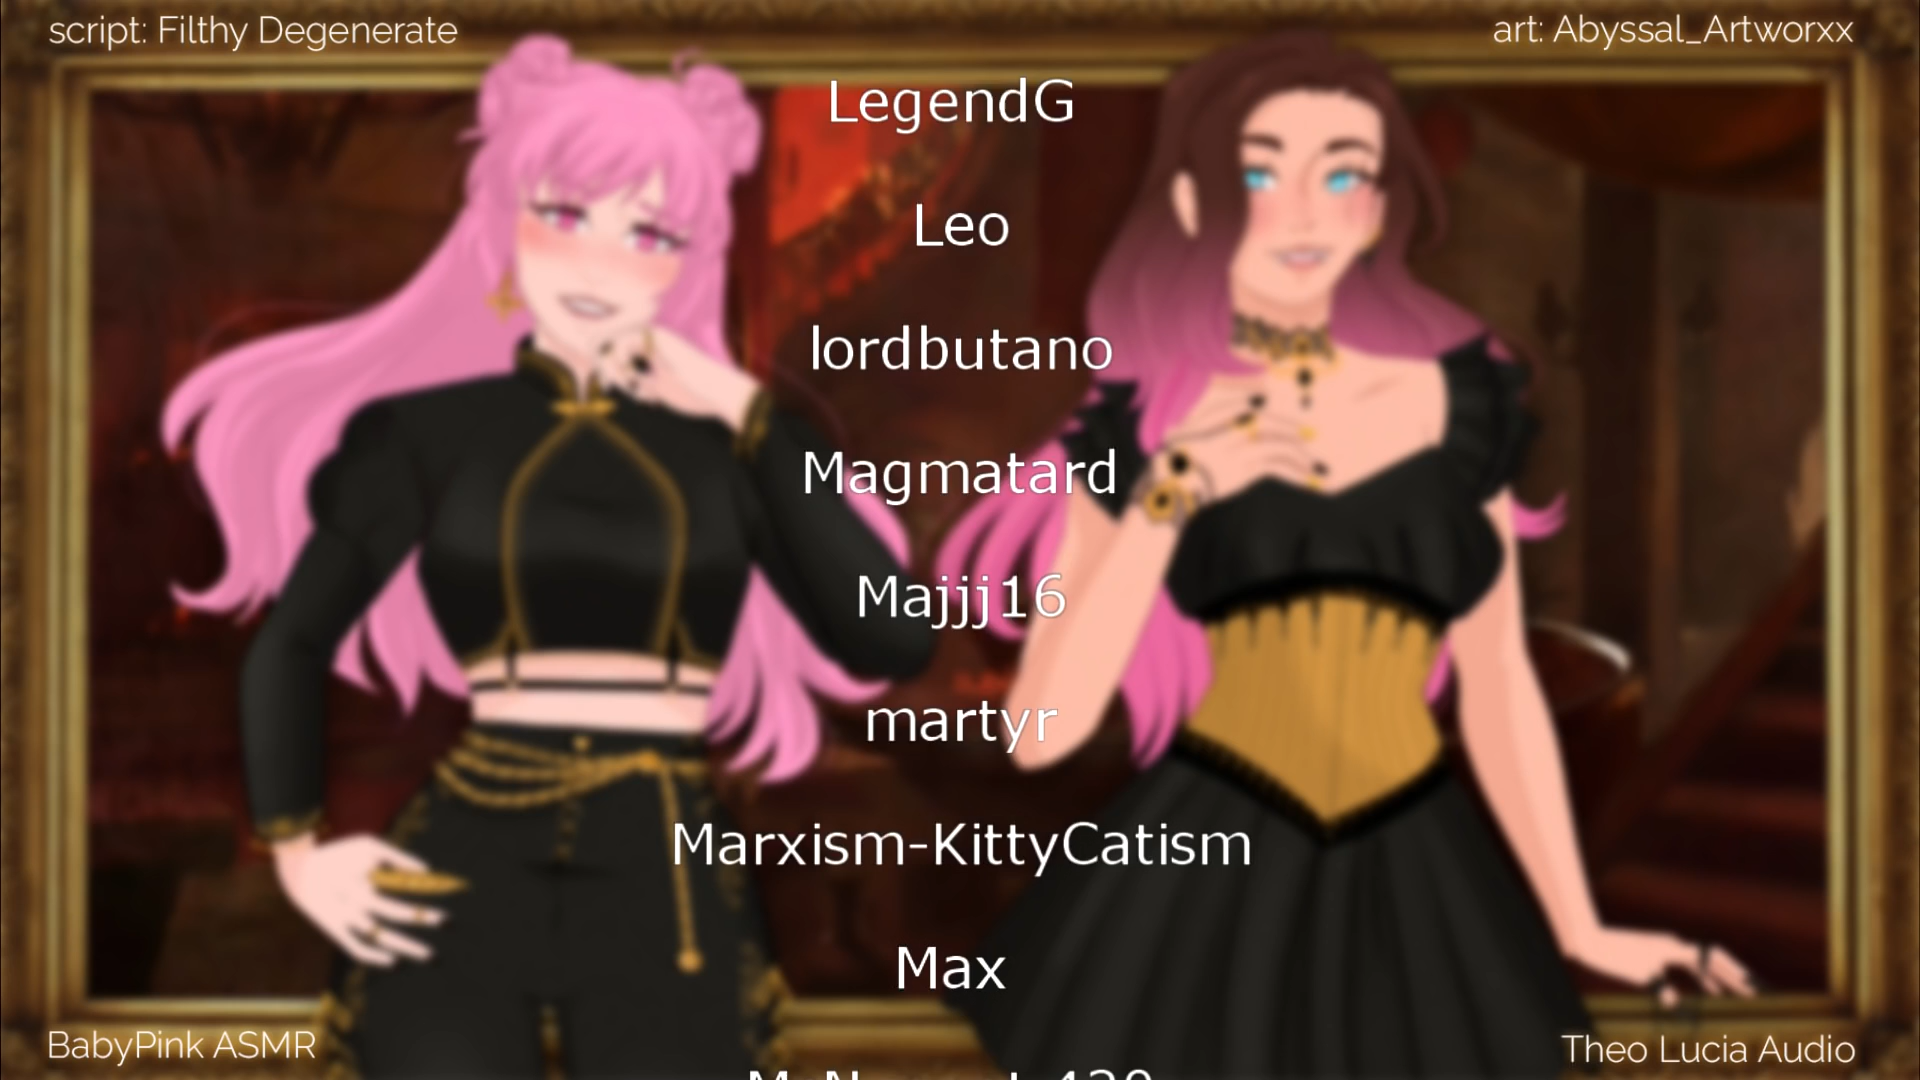 script: Filthy Degenerate
art: Abyssal_Artworxx
LegendG
Leo
lordbutano
Magmatard
Majjj16
martyr
Marxism-KittyCatism
Max
BabyPink ASMR
Theo Lucia Audio